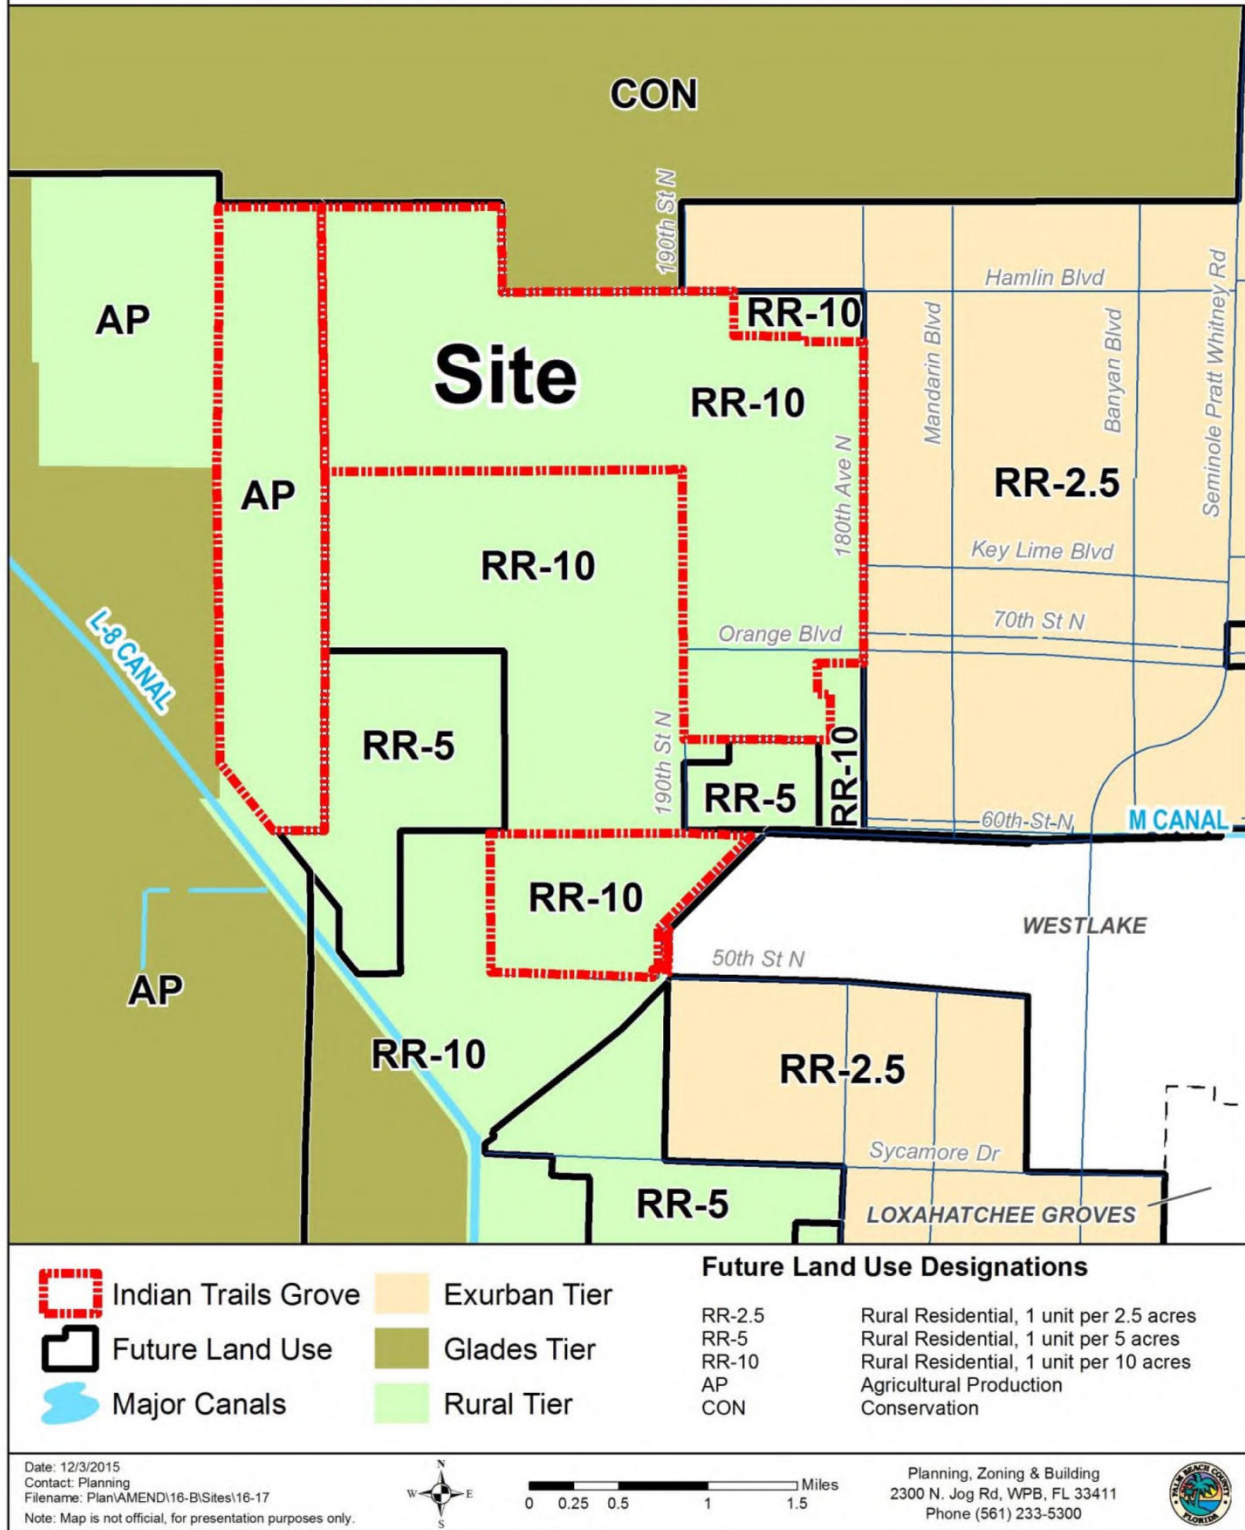 CON
190th St N
Hamlin Blvd
RR-10
AP
Site
RR-10
Mandarin Blvd
Banyan Blvd
Seminole Pratt Whitney Rd
180th Ave N
AP
RR-2.5
RR-10
Key Lime Blvd
L-8 CANAL
Orange Blvd
70th St N
RR-5
190th St N
RR-5
RR-10
60th St N
M CANAL
RR-10
WESTLAKE
50th St N
AP
RR-10
RR-2.5
Sycamore Dr
RR-5
LOXAHATCHEE GROVES
Indian Trails Grove
Future Land Use
Major Canals
Exurban Tier
Glades Tier
Rural Tier
Future Land Use Designations
RR-2.5 Rural Residential, 1 unit per 2.5 acres
RR-5 Rural Residential, 1 unit per 5 acres
RR-10 Rural Residential, 1 unit per 10 acres
AP Agricultural Production
CON Conservation
Date: 12/3/2015
Contact: Planning
Filename: Plan\AMEND\16-B\Sites\16-17
Note: Map is not official, for presentation purposes only.
N
W E
S
Miles
0 0.25 0.5 1 1.5
Planning, Zoning & Building
2300 N. Jog Rd, WPB, FL 33411
Phone (561) 233-5300
PALM BEACH COUNTY
FLORIDA